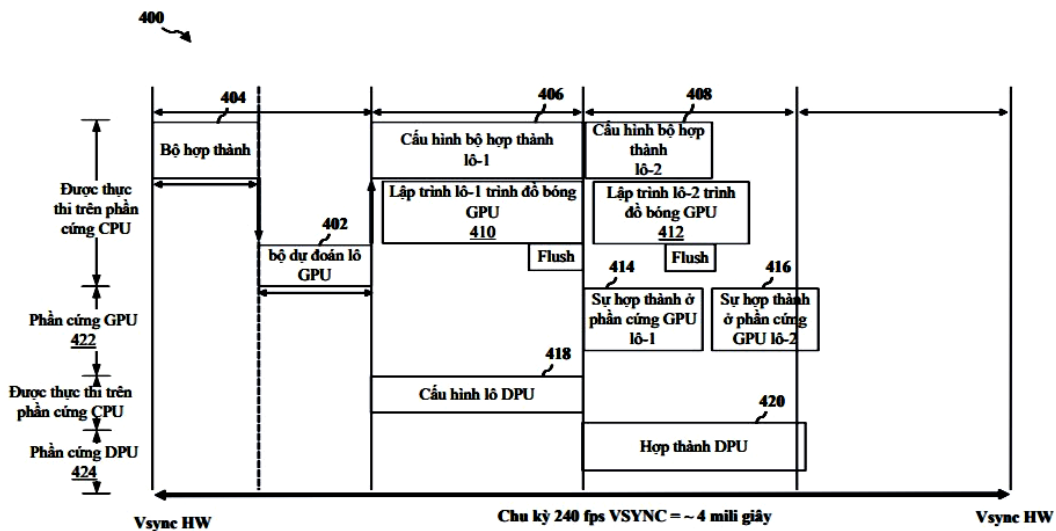 400
404
406
408
Bộ hợp thành
Cấu hình bộ hợp thành
lô-1
Cấu hình bộ hợp
thành
lô-2
Được thực
thi trên phần
cứng CPU
Lập trình lô-1 trình đồ bóng
GPU
410
Lập trình lô-2 trình
đồ bóng GPU
412
402
bộ dự đoán lô
GPU
Flush
Flush
414
416
Phần cứng GPU
422
Sự hợp thành ở
phần cứng GPU
lô-1
Sự hợp thành
ở phần cứng
GPU lô-2
418
Được thực thi trên
phần cứng CPU
Cấu hình lô DPU
420
Phần cứng DPU
424
Hợp thành DPU
Vsync HW
Chu kỳ 240 fps VSYNC = ~ 4 mili giây
Vsync HW